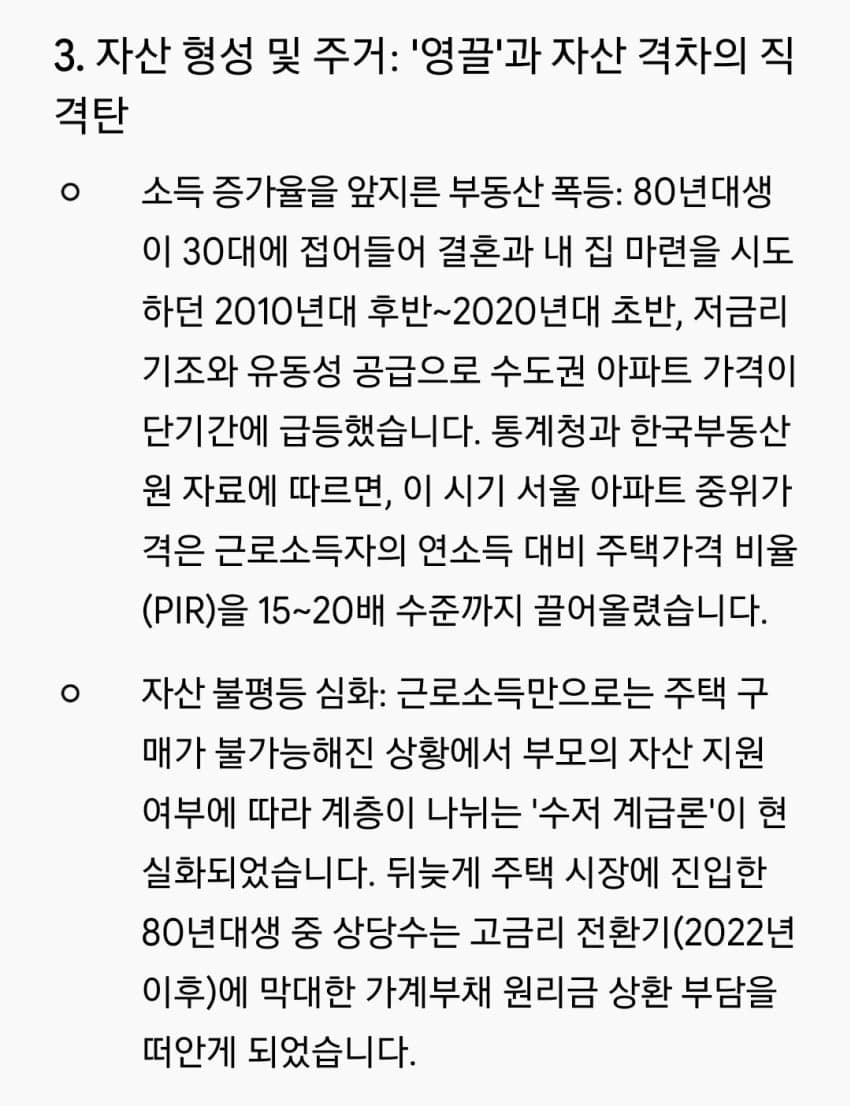 3. 자산 형성 및 주거: '영끌'과 자산 격차의 직
격탄
○ 소득 증가율을 앞지른 부동산 폭등: 80년대생
이 30대에 접어들어 결혼과 내 집 마련을 시도
하던 2010년대 후반~2020년대 초반, 저금리
기조와 유동성 공급으로 수도권 아파트 가격이
단기간에 급등했습니다. 통계청과 한국부동산
원 자료에 따르면, 이 시기 서울 아파트 중위가
격은 근로소득자의 연소득 대비 주택가격 비율
(PIR)을 15~20배 수준까지 끌어올렸습니다.
○ 자산 불평등 심화: 근로소득만으로는 주택 구
매가 불가능해진 상황에서 부모의 자산 지원
여부에 따라 계층이 나뉘는 '수저 계급론'이 현
실화되었습니다. 뒤늦게 주택 시장에 진입한
80년대생 중 상당수는 고금리 전환기(2022년
이후)에 막대한 가계부채 원리금 상환 부담을
떠안게 되었습니다.